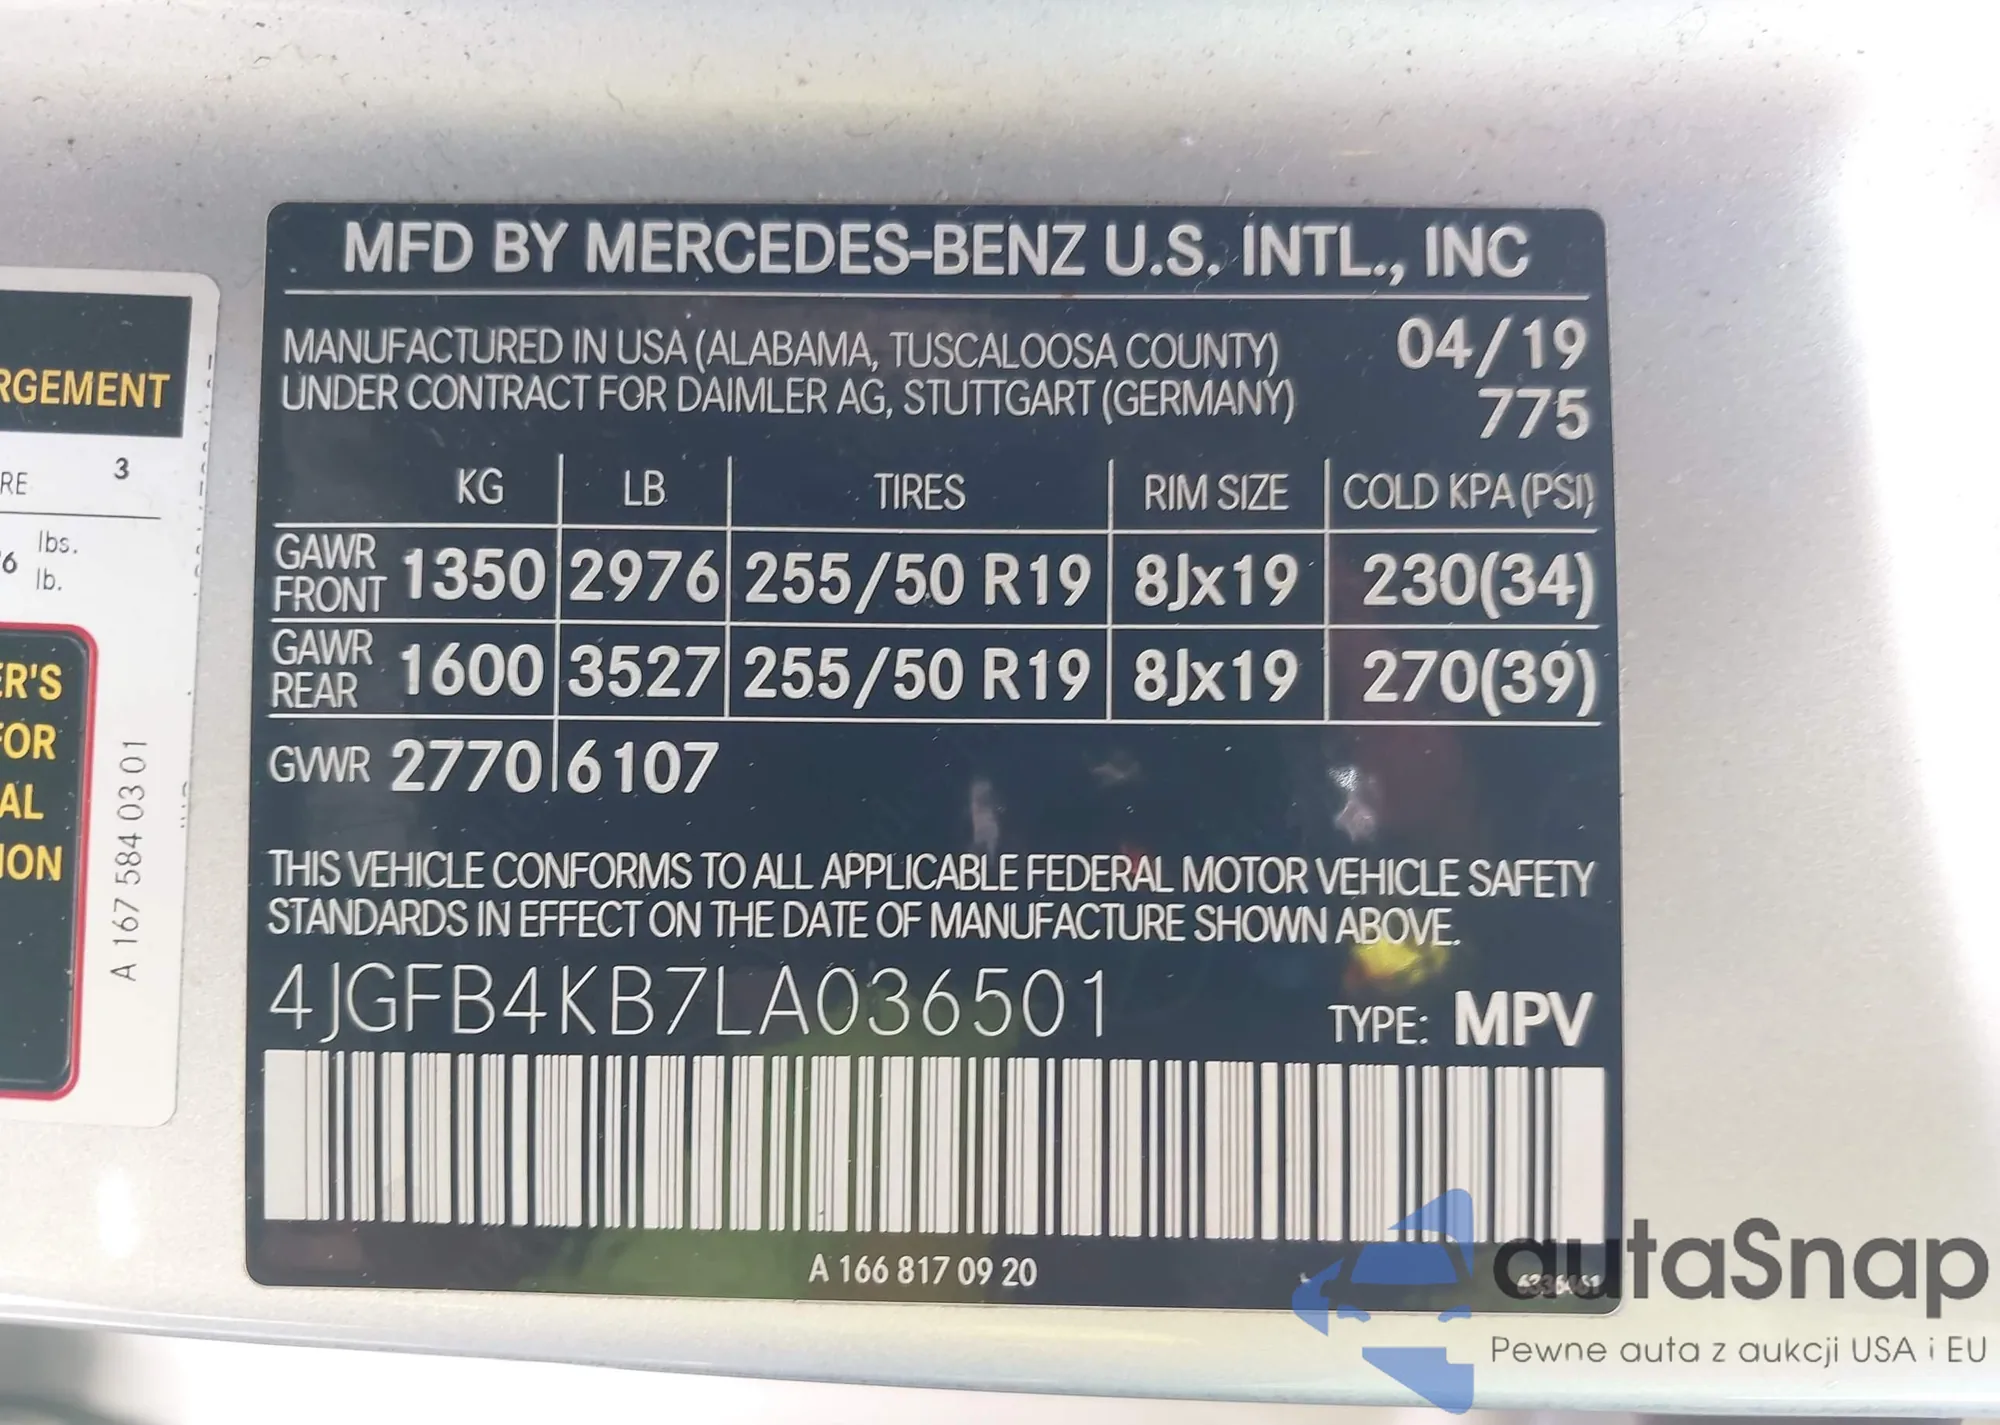 RGEMENT
RE 3
6 lbs.
lb.
ER'S
FOR
AL
ION
A 167 584 03 01
MFD BY MERCEDES-BENZ U.S. INTL., INC
MANUFACTURED IN USA (ALABAMA, TUSCALOOSA COUNTY) 04/19
UNDER CONTRACT FOR DAIMLER AG, STUTTGART (GERMANY) 775
KG LB TIRES RIM SIZE COLD KPA (PSI)
GAWR FRONT 1350 2976 255/50 R19 8Jx19 230(34)
GAWR REAR 1600 3527 255/50 R19 8Jx19 270(39)
GVWR 2770 6107
THIS VEHICLE CONFORMS TO ALL APPLICABLE FEDERAL MOTOR VEHICLE SAFETY
STANDARDS IN EFFECT ON THE DATE OF MANUFACTURE SHOWN ABOVE.
4JGFB4KB7LA036501 TYPE: MPV
A 166 817 09 20
autaSnap
Pewne auta z aukcji USA i EU